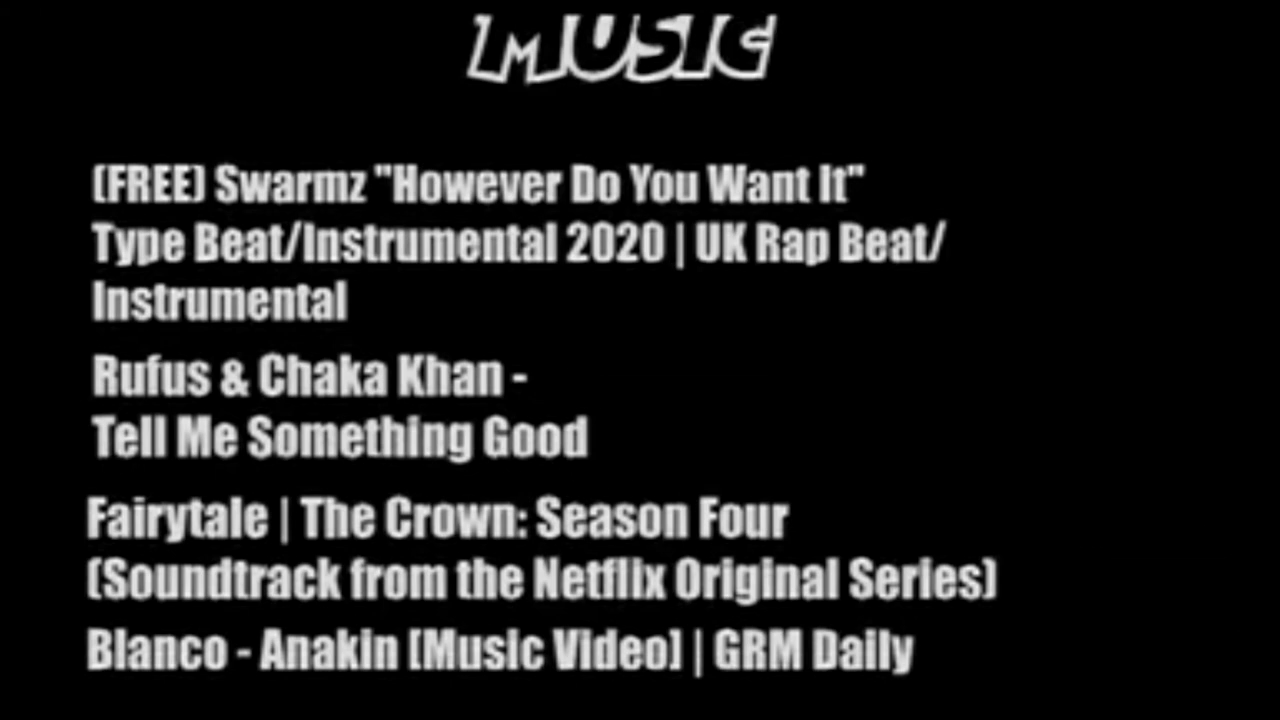 MUSIC
(FREE) Swarmz "However Do You Want It"
Type Beat/Instrumental 2020 | UK Rap Beat/
Instrumental
Rufus & Chaka Khan -
Tell Me Something Good
Fairytale | The Crown: Season Four
(Soundtrack from the Netflix Original Series)
Blanco - Anakin [Music Video] | GRM Daily